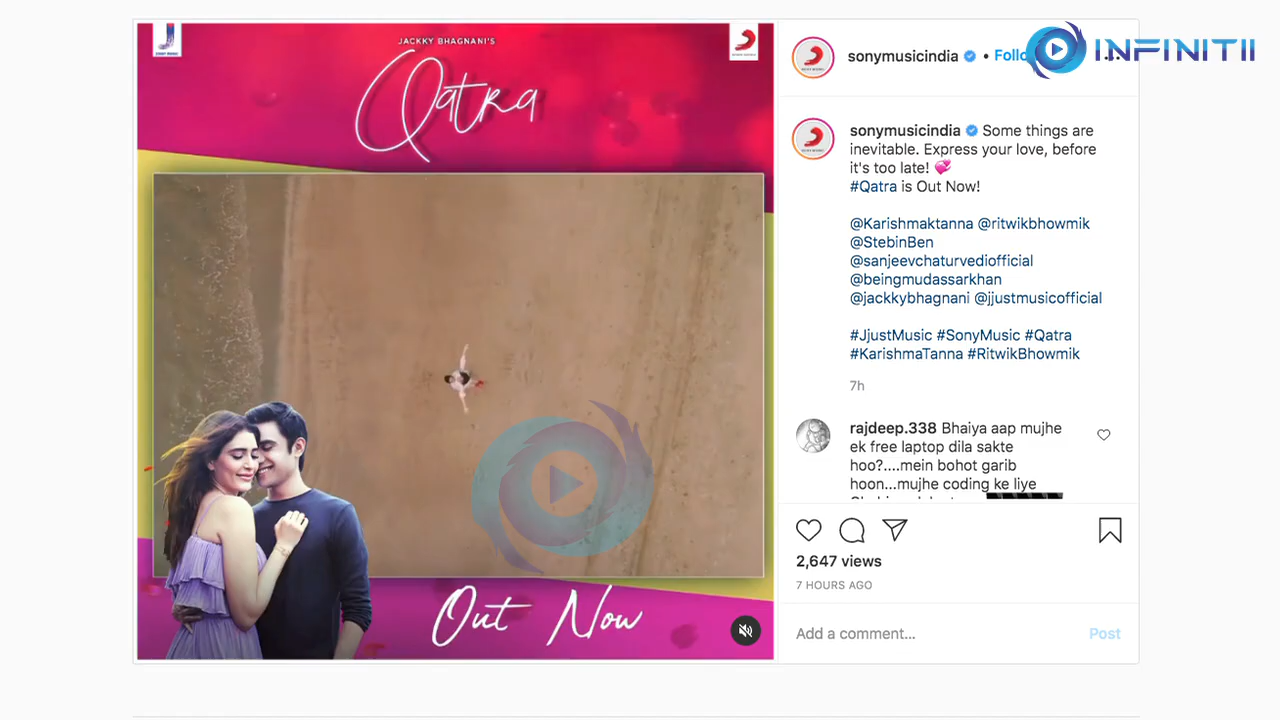 JACKKY BHAGNANI'S
Qatra
Out Now
sonymusicindia • Follo
INFINITII
sonymusicindia Some things are
inevitable. Express your love, before
it's too late! 💞
#Qatra is Out Now!
@Karishmaktanna @ritwikbhowmik
@StebinBen
@sanjeevchaturvediofficial
@beingmudassarkhan
@jackkybhagnani @jjustmusicofficial
#JjustMusic #SonyMusic #Qatra
#KarishmaTanna #RitwikBhowmik
7h
rajdeep.338 Bhaiya aap mujhe
ek free laptop dila sakte
hoo?....mein bohot garib
hoon...mujhe coding ke liye
2,647 views
7 HOURS AGO
Add a comment...
Post